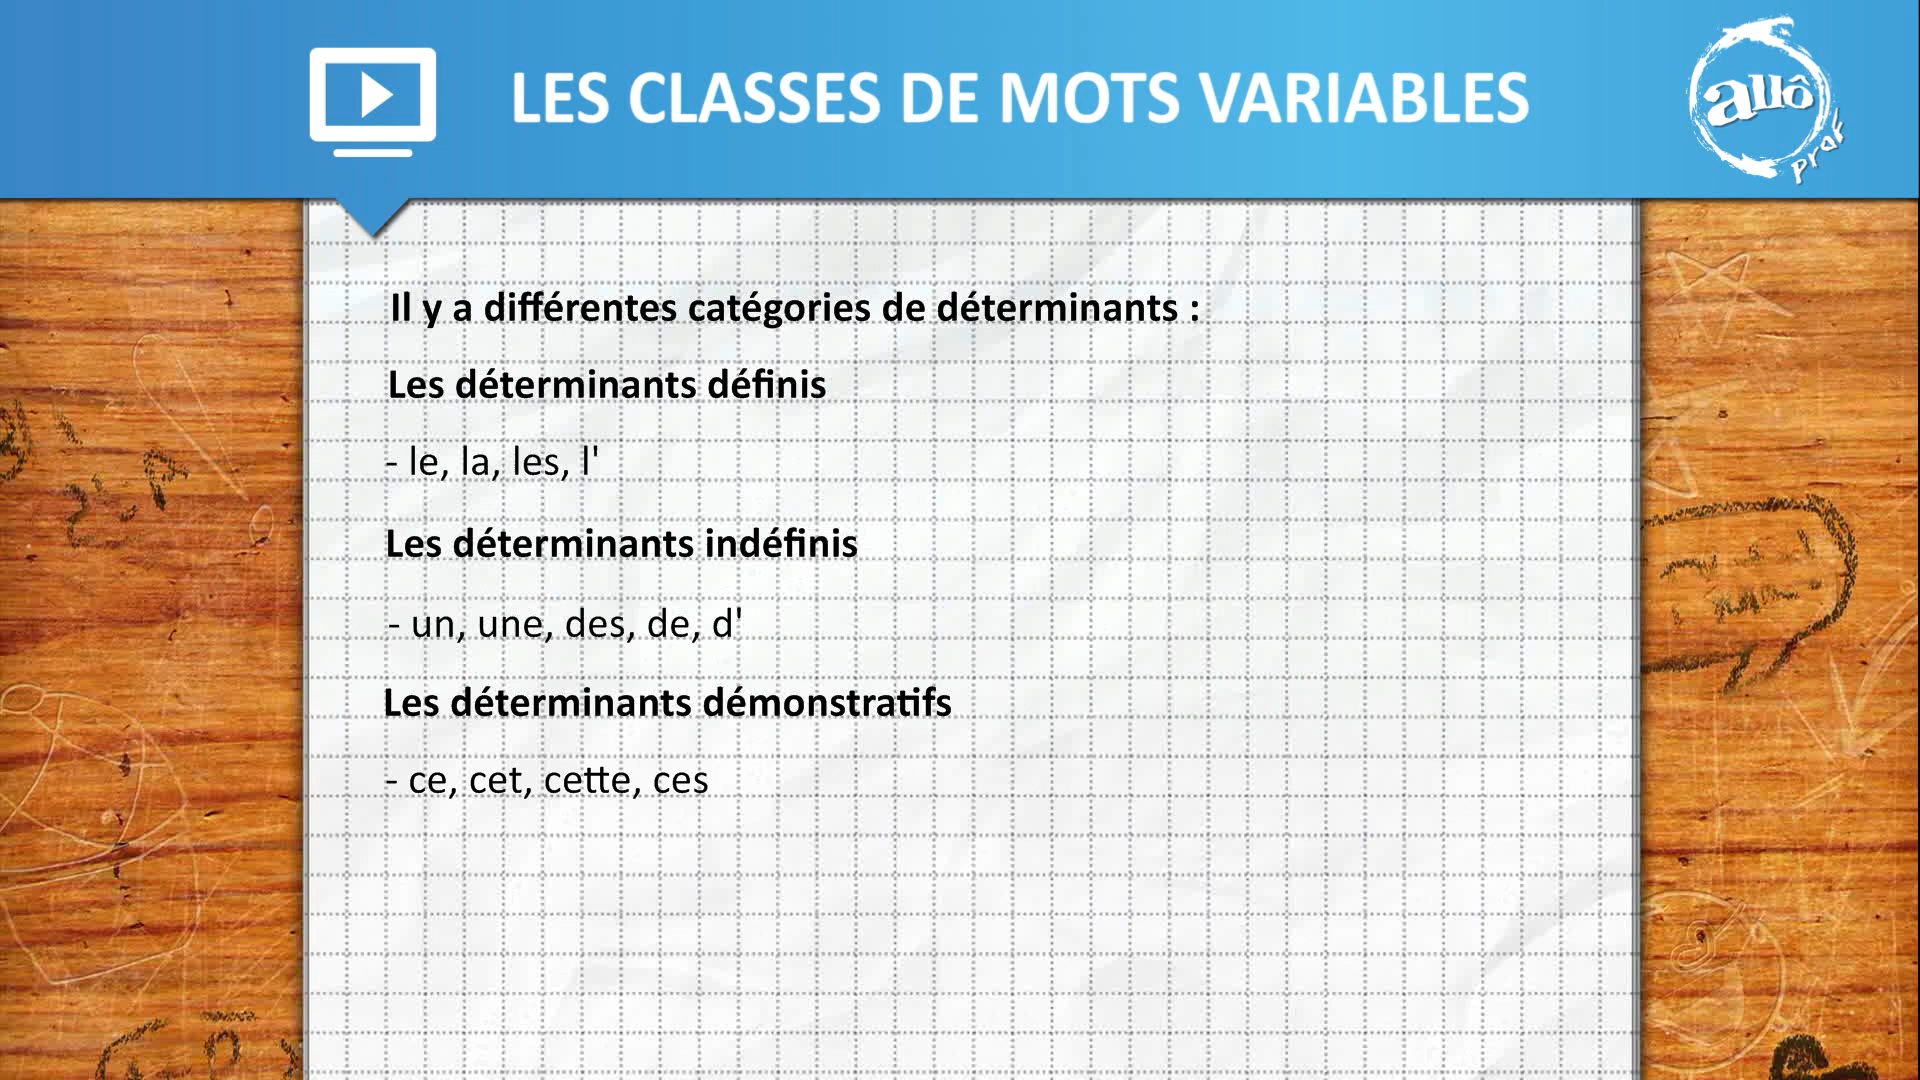 LES CLASSES DE MOTS VARIABLES
allô
prof
Il y a différentes catégories de déterminants :
Les déterminants définis
- le, la, les, l'
Les déterminants indéfinis
- un, une, des, de, d'
Les déterminants démonstratifs
- ce, cet, cette, ces